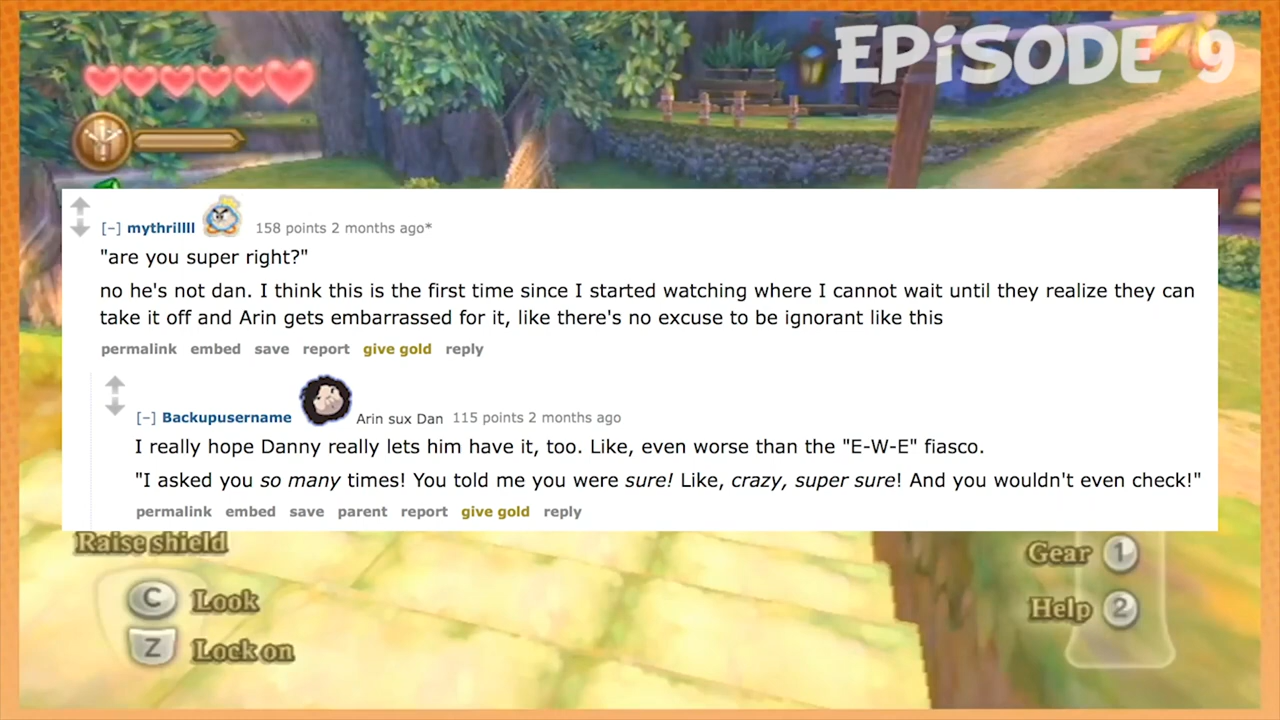 EPiSODE 9
[–] mythrillll 158 points 2 months ago*
"are you super right?"
no he's not dan. I think this is the first time since I started watching where I cannot wait until they realize they can
take it off and Arin gets embarrassed for it, like there's no excuse to be ignorant like this
permalink embed save report give gold reply
[–] Backupusername Arin sux Dan 115 points 2 months ago
I really hope Danny really lets him have it, too. Like, even worse than the "E-W-E" fiasco.
"I asked you so many times! You told me you were sure! Like, crazy, super sure! And you wouldn't even check!"
permalink embed save parent report give gold reply
Raise shield
Gear 1
C Look
Help 2
Z Lock on